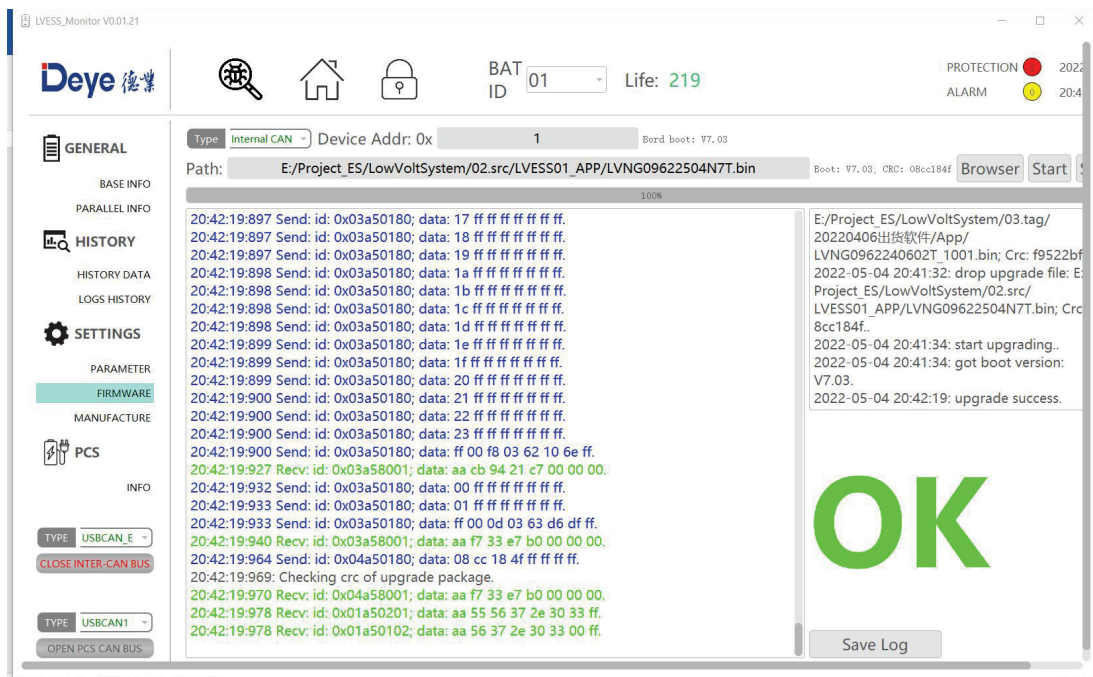 LVESS_Monitor V0.01.21
Deye 德業
BAT ID 01
Life: 219
PROTECTION
2022
ALARM
0
20:4
GENERAL
BASE INFO
PARALLEL INFO
HISTORY
HISTORY DATA
LOGS HISTORY
SETTINGS
PARAMETER
FIRMWARE
MANUFACTURE
PCS
INFO
TYPE USBCAN_E
CLOSE INTER-CAN BUS
TYPE USBCAN1
OPEN PCS CAN BUS
Type Internal CAN Device Addr: 0x 1 Bord boot: V7.03
Path: E:/Project_ES/LowVoltSystem/02.src/LVESS01_APP/LVNG09622504N7T.bin Boot: V7.03; CRC: 08cc184f Browser Start S
100%
20:42:19:897 Send: id: 0x03a50180; data: 17 ff ff ff ff ff ff ff.
20:42:19:897 Send: id: 0x03a50180; data: 18 ff ff ff ff ff ff ff.
20:42:19:897 Send: id: 0x03a50180; data: 19 ff ff ff ff ff ff ff.
20:42:19:898 Send: id: 0x03a50180; data: 1a ff ff ff ff ff ff ff.
20:42:19:898 Send: id: 0x03a50180; data: 1b ff ff ff ff ff ff ff.
20:42:19:898 Send: id: 0x03a50180; data: 1c ff ff ff ff ff ff ff.
20:42:19:898 Send: id: 0x03a50180; data: 1d ff ff ff ff ff ff ff.
20:42:19:899 Send: id: 0x03a50180; data: 1e ff ff ff ff ff ff ff.
20:42:19:899 Send: id: 0x03a50180; data: 1f ff ff ff ff ff ff ff.
20:42:19:899 Send: id: 0x03a50180; data: 20 ff ff ff ff ff ff ff.
20:42:19:900 Send: id: 0x03a50180; data: 21 ff ff ff ff ff ff ff.
20:42:19:900 Send: id: 0x03a50180; data: 22 ff ff ff ff ff ff ff.
20:42:19:900 Send: id: 0x03a50180; data: 23 ff ff ff ff ff ff ff.
20:42:19:900 Send: id: 0x03a50180; data: ff 00 f8 03 62 10 6e ff.
20:42:19:927 Recv: id: 0x03a58001; data: aa cb 94 21 c7 00 00 00.
20:42:19:932 Send: id: 0x03a50180; data: 00 ff ff ff ff ff ff ff.
20:42:19:933 Send: id: 0x03a50180; data: 01 ff ff ff ff ff ff ff.
20:42:19:933 Send: id: 0x03a50180; data: ff 00 0d 03 63 d6 df ff.
20:42:19:940 Recv: id: 0x03a58001; data: aa f7 33 e7 b0 00 00 00.
20:42:19:964 Send: id: 0x04a50180; data: 08 cc 18 4f ff ff ff ff.
20:42:19:969: Checking crc of upgrade package.
20:42:19:970 Recv: id: 0x04a58001; data: aa f7 33 e7 b0 00 00 00.
20:42:19:978 Recv: id: 0x01a50201; data: aa 55 56 37 2e 30 33 ff.
20:42:19:978 Recv: id: 0x01a50102; data: aa 56 37 2e 30 33 00 ff.
E:/Project_ES/LowVoltSystem/03.tag/
20220406出货软件/App/
LVNG0962240602T_1001.bin; Crc: f9522bf
2022-05-04 20:41:32: drop upgrade file: E:
Project_ES/LowVoltSystem/02.src/
LVESS01_APP/LVNG09622504N7T.bin; Crc
8cc184f..
2022-05-04 20:41:34: start upgrading..
2022-05-04 20:41:34: got boot version:
V7.03.
2022-05-04 20:42:19: upgrade success.
OK
Save Log